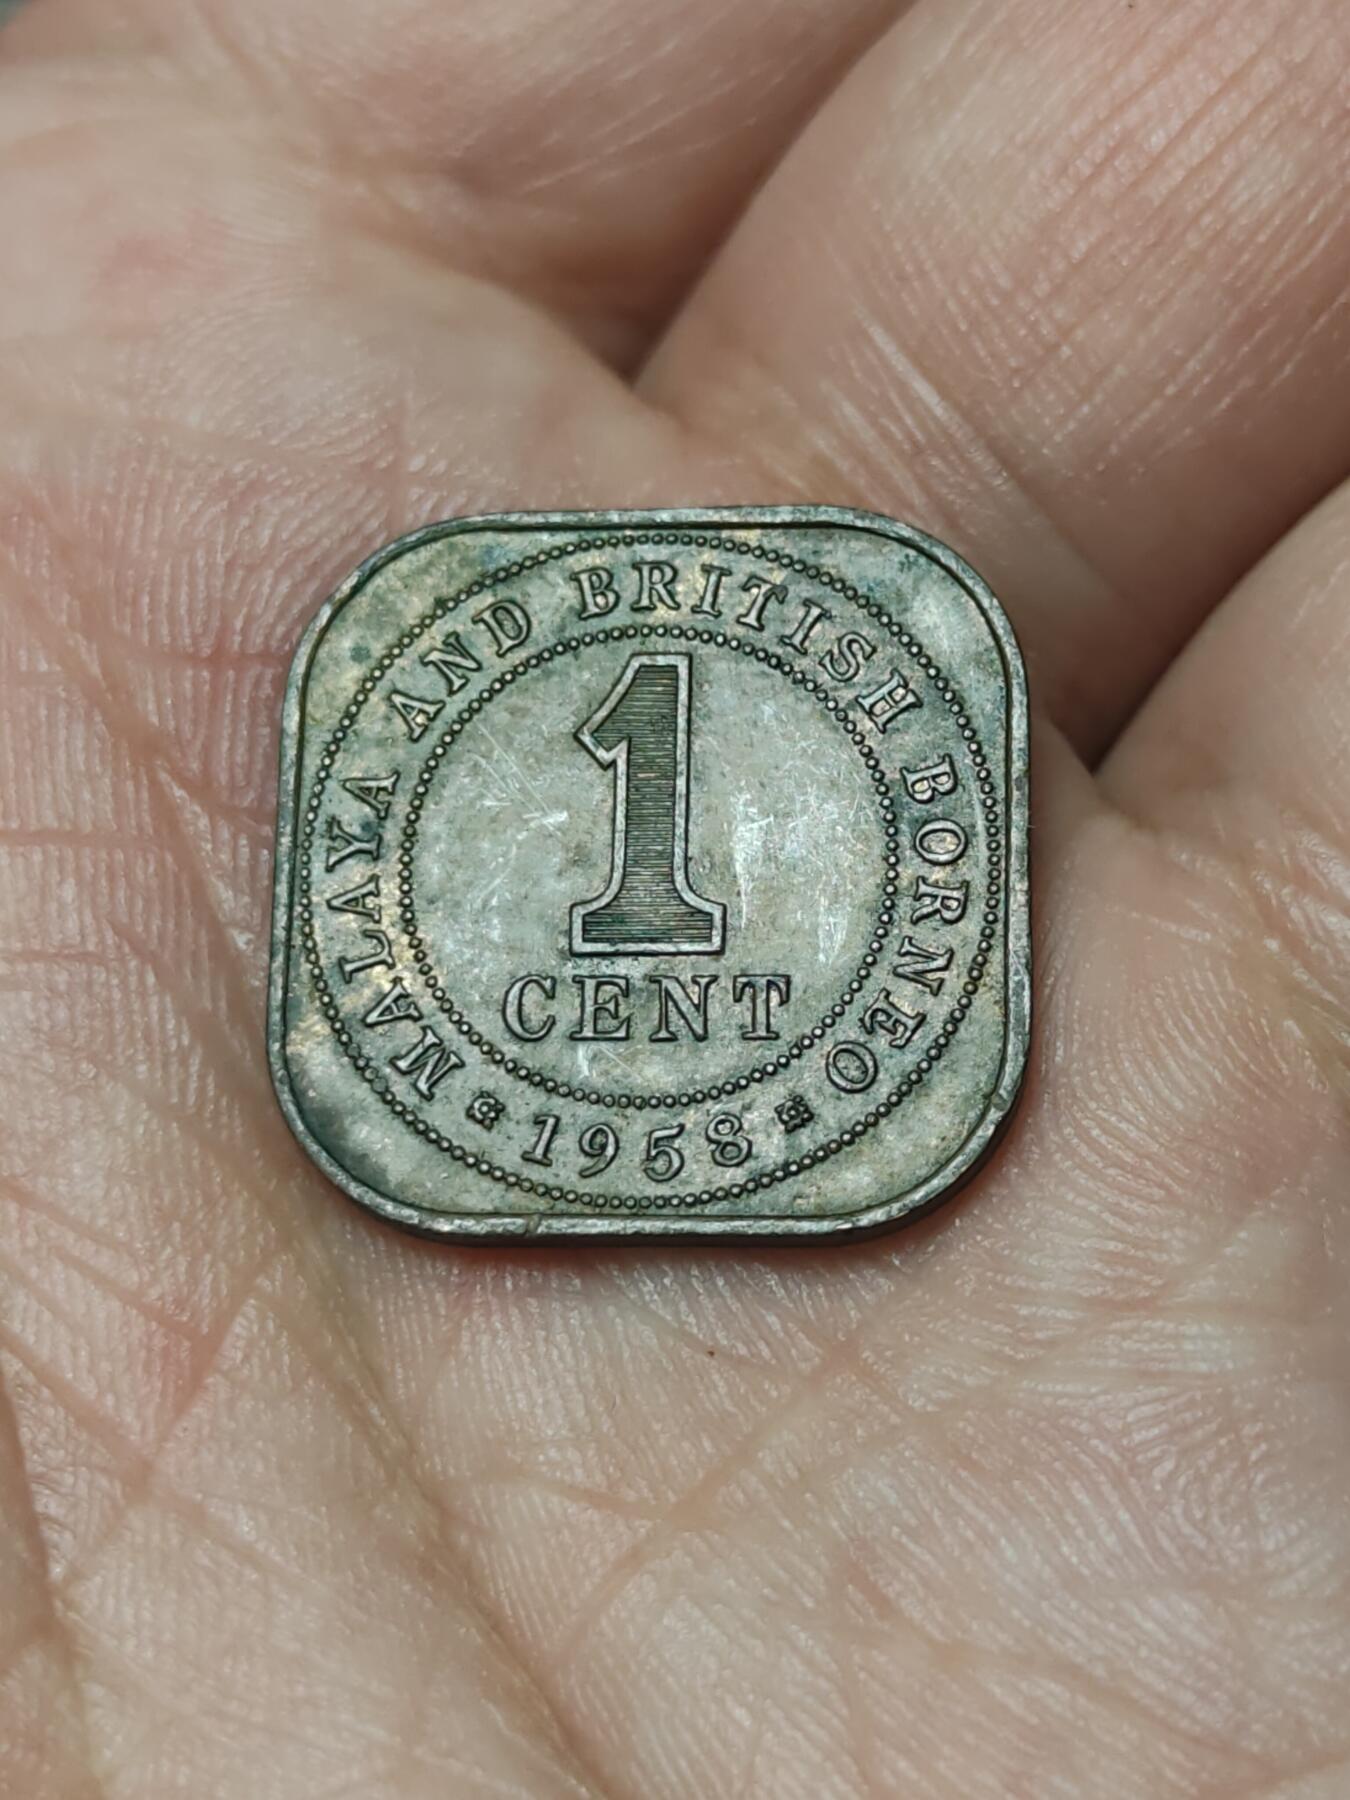 MALAYA AND BRITISH BORNEO
1
CENT
1958